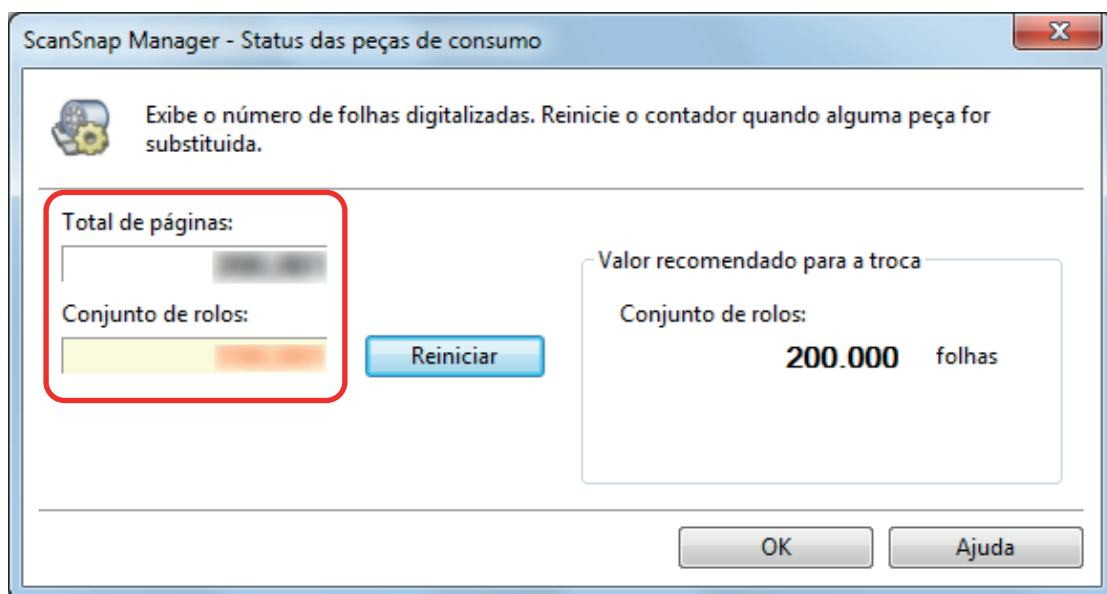 ScanSnap Manager - Status das peças de consumo
Exibe o número de folhas digitalizadas. Reinicie o contador quando alguma peça for
substituida.
Total de páginas:
Valor recomendado para a troca
Conjunto de rolos:
Conjunto de rolos:
Reiniciar
200.000 folhas
OK
Ajuda